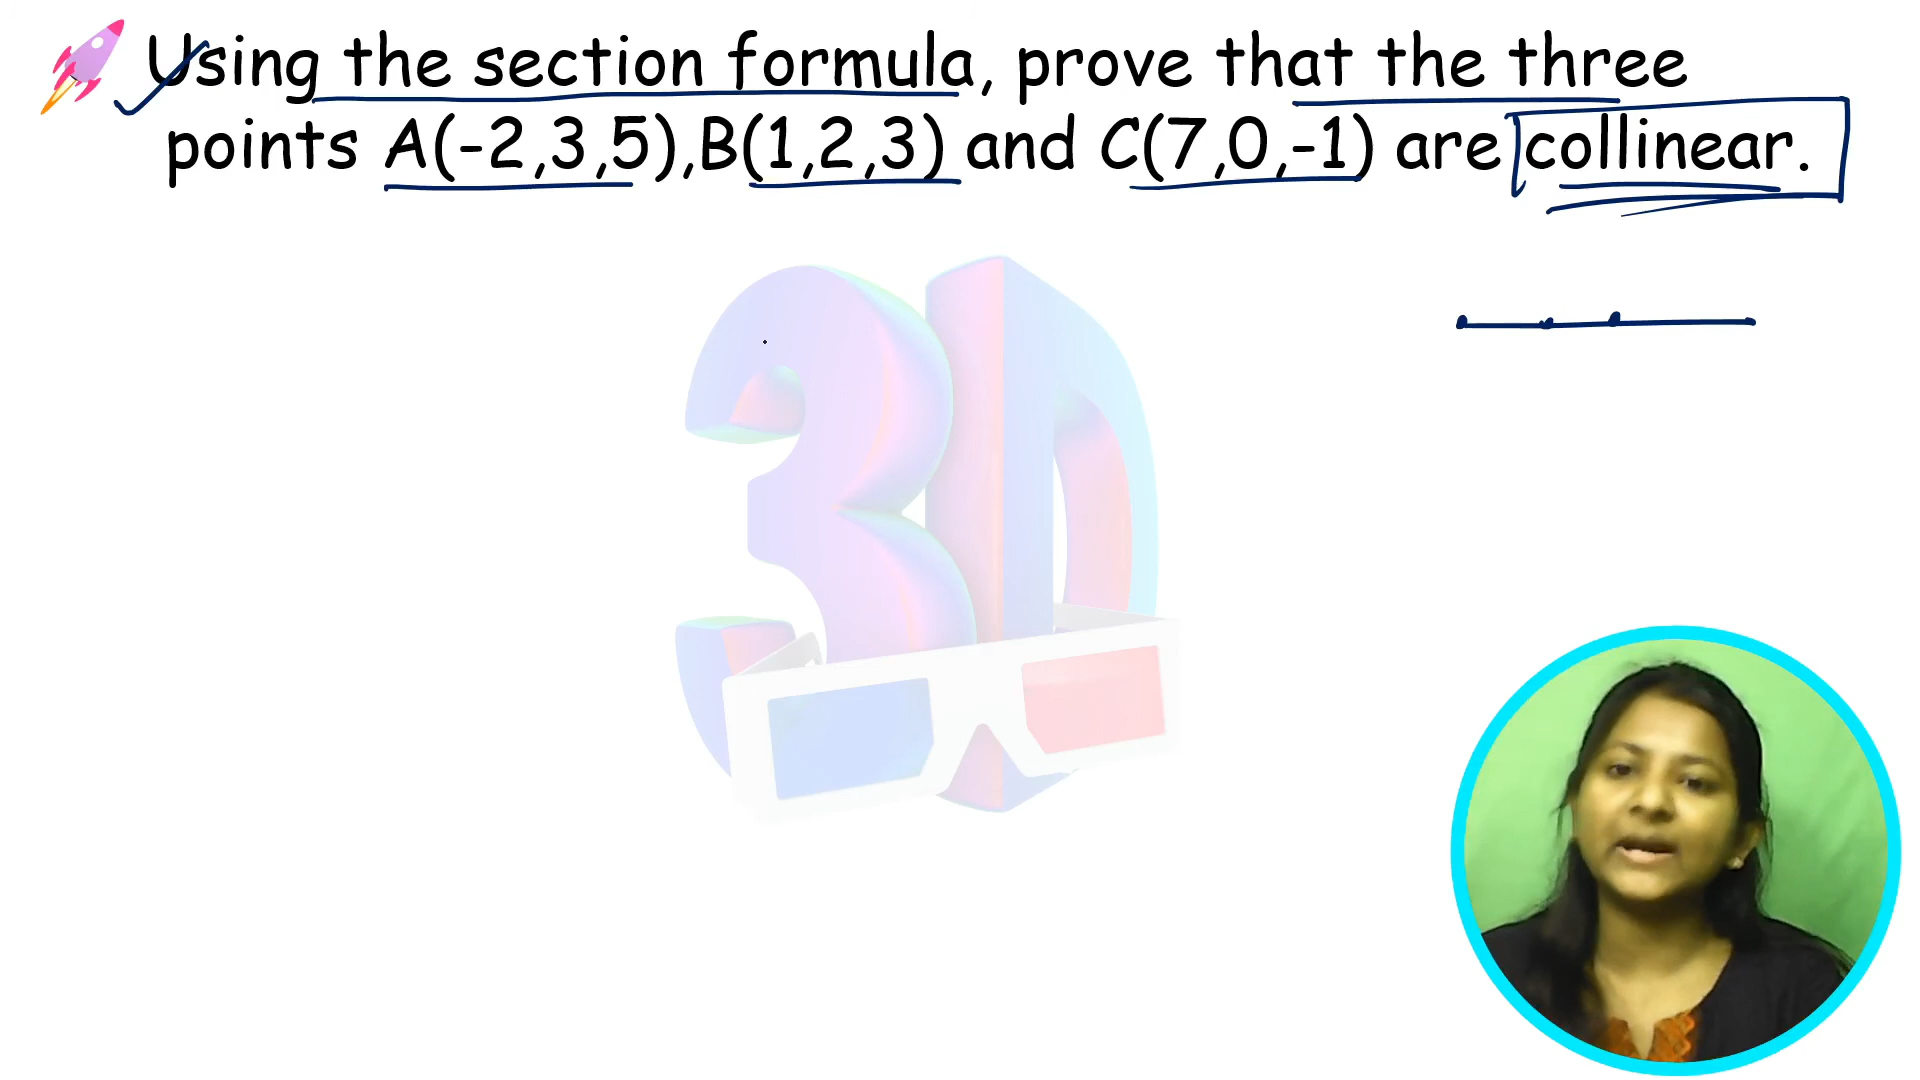 Using the section formula, prove that the three
points A(-2,3,5),B(1,2,3) and C(7,0,-1) are collinear.
3D